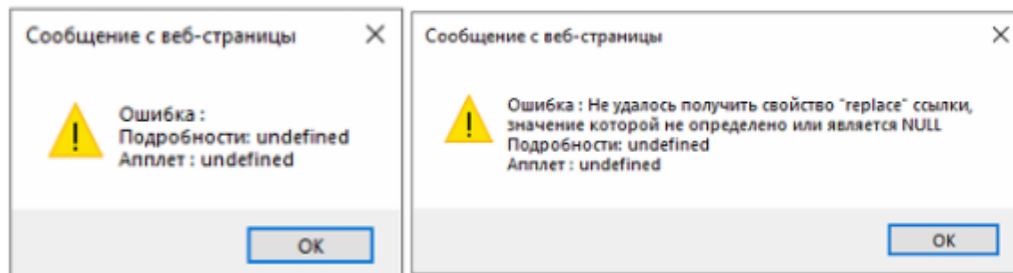 Сообщение с веб-страницы
Ошибка :
Подробности: undefined
Апплет : undefined
OK
Сообщение с веб-страницы
Ошибка : Не удалось получить свойство "replace" ссылки,
значение которой не определено или является NULL
Подробности: undefined
Апплет : undefined
OK